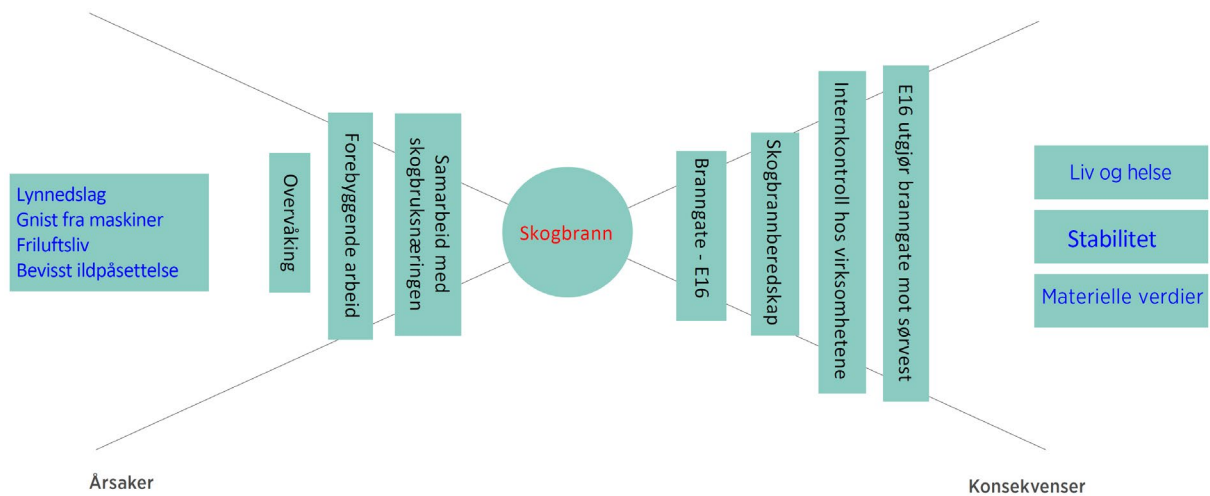 Lynnedslag
Gnist fra maskiner
Friluftsliv
Bevisst ildpåsettelse
Overvåking
Forebyggende arbeid
Samarbeid med
skogbruksnæringen
Skogbrann
Branngate - E16
Skogbrannberedskap
Internkontroll hos virksomhetene
E16 utgjør branngate mot sørvest
Liv og helse
Stabilitet
Materielle verdier
Årsaker
Konsekvenser